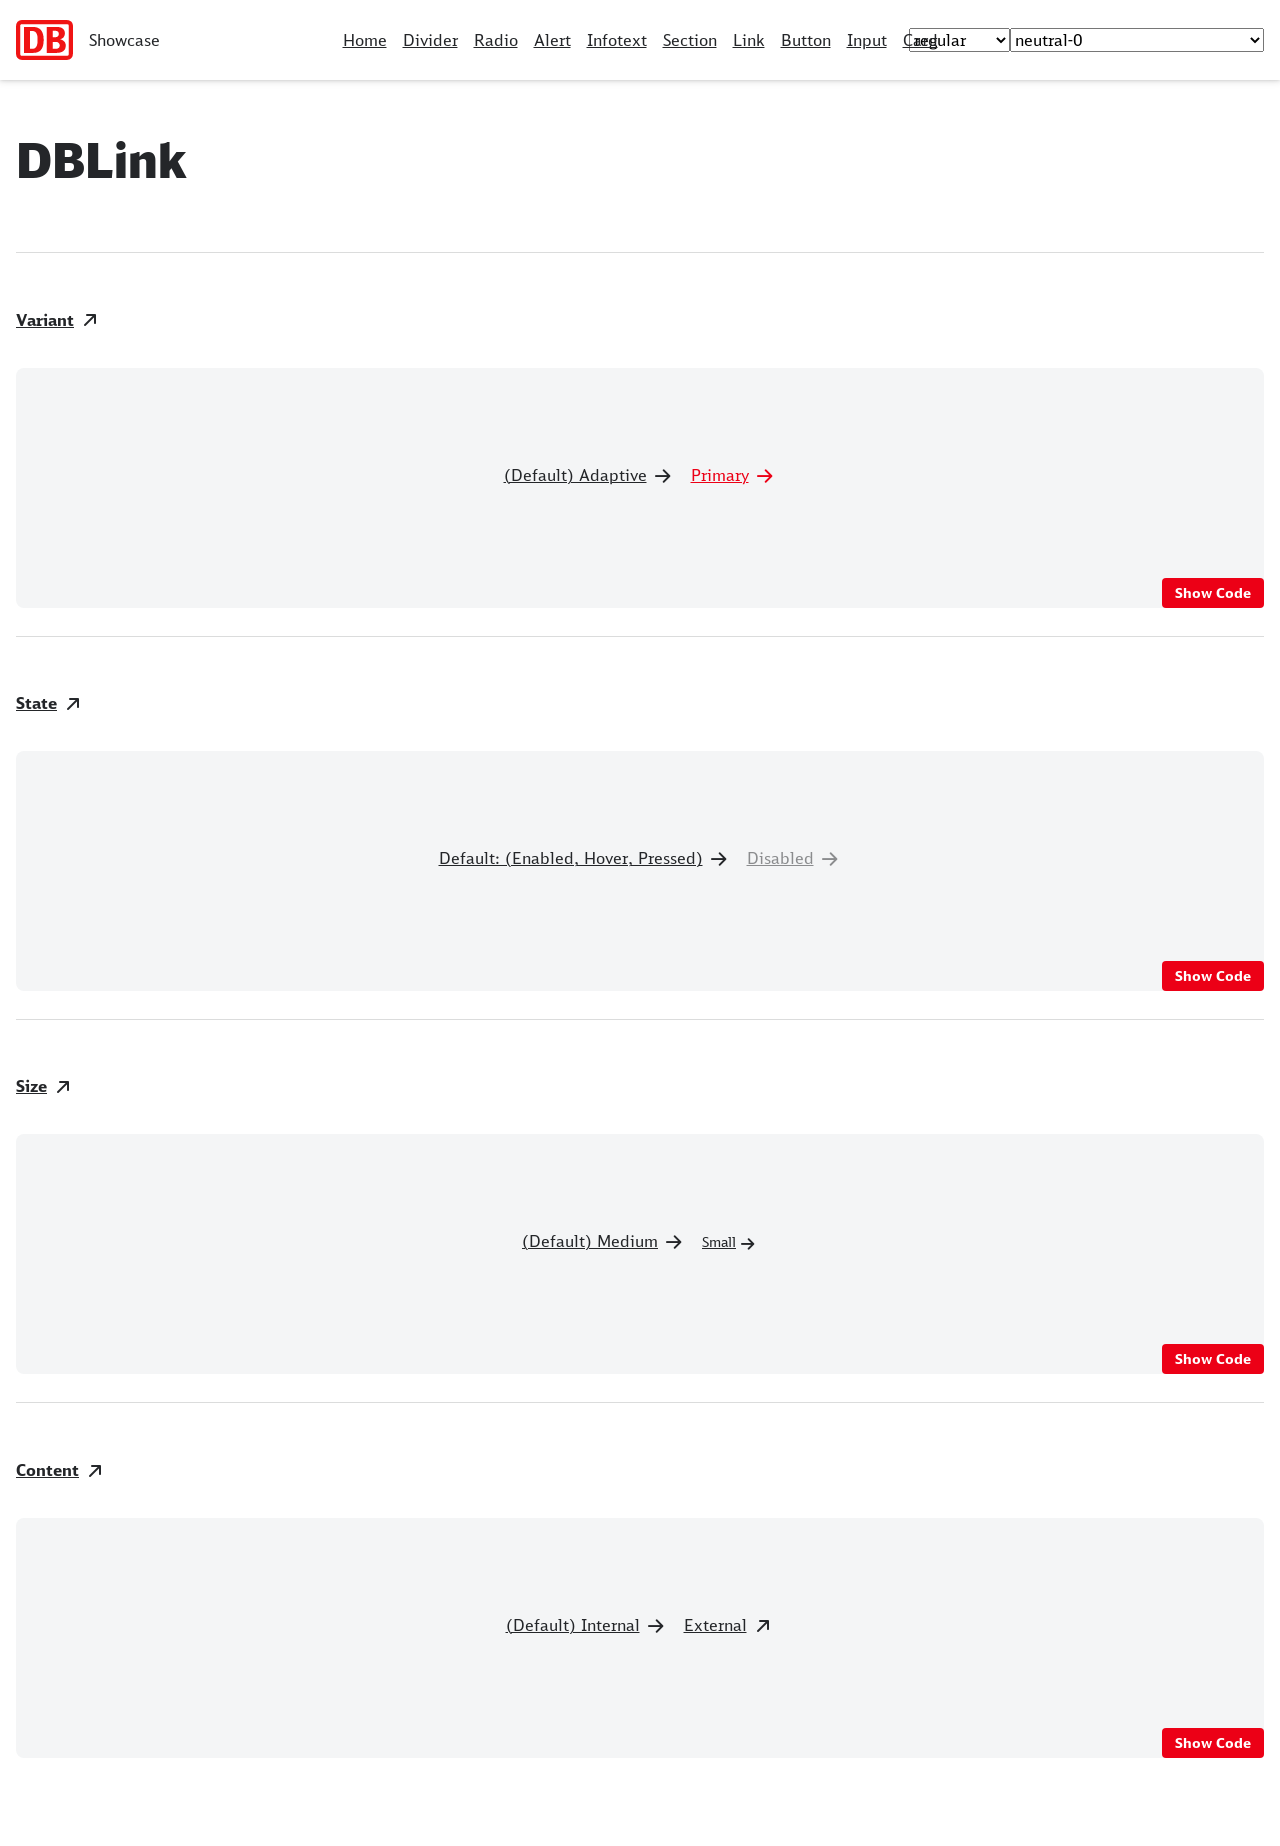 DB Showcase Home Divider Radio Alert Infotext Section Link Button Input Card regular neutral-0
DBLink
Variant
(Default) Adaptive Primary
Show Code
State
Default: (Enabled, Hover, Pressed) Disabled
Show Code
Size
(Default) Medium Small
Show Code
Content
(Default) Internal External
Show Code